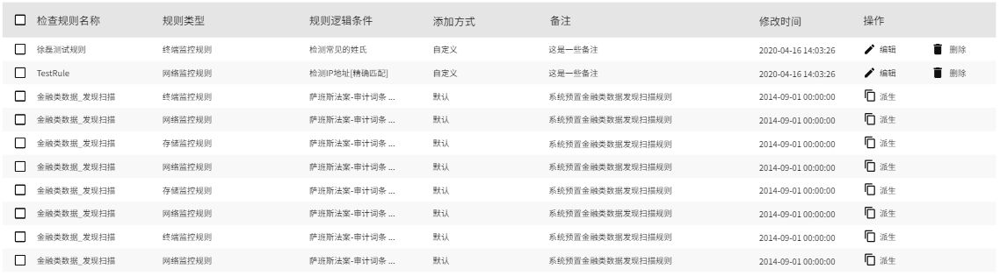 检查规则名称 规则类型 规则逻辑条件 添加方式 备注 修改时间 操作
徐磊测试规则 终端监控规则 检测常见的姓氏 自定义 这是一些备注 2020-04-16 14:03:26 编辑 删除
TestRule 网络监控规则 检测IP地址[精确匹配] 自定义 这是一些备注 2020-04-16 14:03:26 编辑 删除
金融类数据_发现扫描 终端监控规则 萨班斯法案-审计词条 ... 默认 系统预置金融类数据发现扫描规则 2014-09-01 00:00:00 派生
金融类数据_发现扫描 网络监控规则 萨班斯法案-审计词条 ... 默认 系统预置金融类数据发现扫描规则 2014-09-01 00:00:00 派生
金融类数据_发现扫描 存储监控规则 萨班斯法案-审计词条 ... 默认 系统预置金融类数据发现扫描规则 2014-09-01 00:00:00 派生
金融类数据_发现扫描 网络监控规则 萨班斯法案-审计词条 ... 默认 系统预置金融类数据发现扫描规则 2014-09-01 00:00:00 派生
金融类数据_发现扫描 存储监控规则 萨班斯法案-审计词条 ... 默认 系统预置金融类数据发现扫描规则 2014-09-01 00:00:00 派生
金融类数据_发现扫描 网络监控规则 萨班斯法案-审计词条 ... 默认 系统预置金融类数据发现扫描规则 2014-09-01 00:00:00 派生
金融类数据_发现扫描 终端监控规则 萨班斯法案-审计词条 ... 默认 系统预置金融类数据发现扫描规则 2014-09-01 00:00:00 派生
金融类数据_发现扫描 网络监控规则 萨班斯法案-审计词条 ... 默认 系统预置金融类数据发现扫描规则 2014-09-01 00:00:00 派生